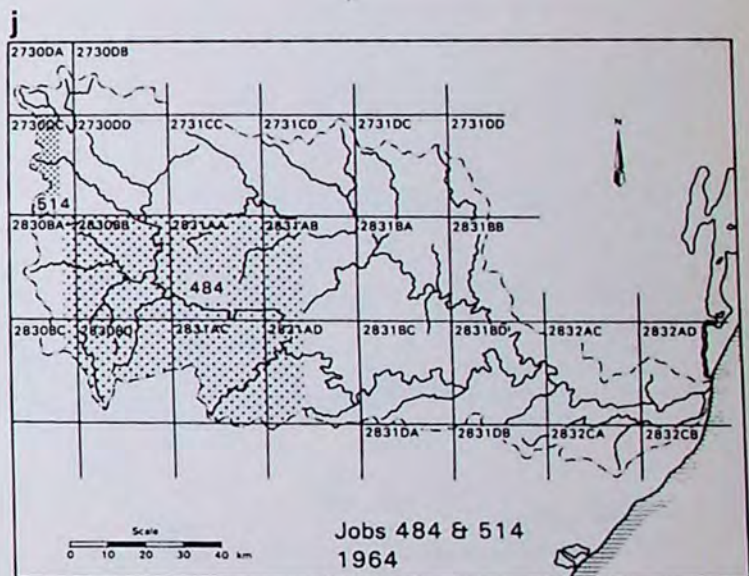 j
2730DA 2730DB
2730DC 2730DD 2731CC 2731CD 2731DC 2731DD
N
514
2830BA 2830BB 2831AA 2831AB 2831BA 2831BB
484
2830BC 2830BD 2831AC 2831AD 2831BC 2831BD 2832AC 2832AD
2831DA 2831DB 2832CA 2832CB
Scale
0 10 20 30 40 km
Jobs 484 & 514
1964